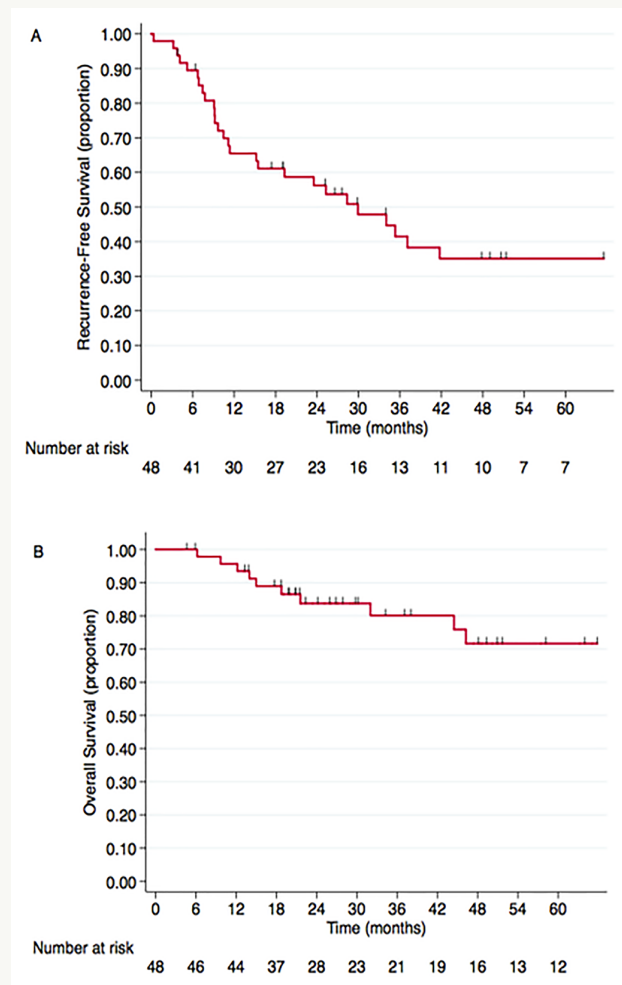 A
Recurrence-Free Survival (proportion)
1.00
0.90
0.80
0.70
0.60
0.50
0.40
0.30
0.20
0.10
0.00
0 6 12 18 24 30 36 42 48 54 60
Time (months)
Number at risk
48 41 30 27 23 16 13 11 10 7 7
B
Overall Survival (proportion)
1.00
0.90
0.80
0.70
0.60
0.50
0.40
0.30
0.20
0.10
0.00
0 6 12 18 24 30 36 42 48 54 60
Time (months)
Number at risk
48 46 44 37 28 23 21 19 16 13 12